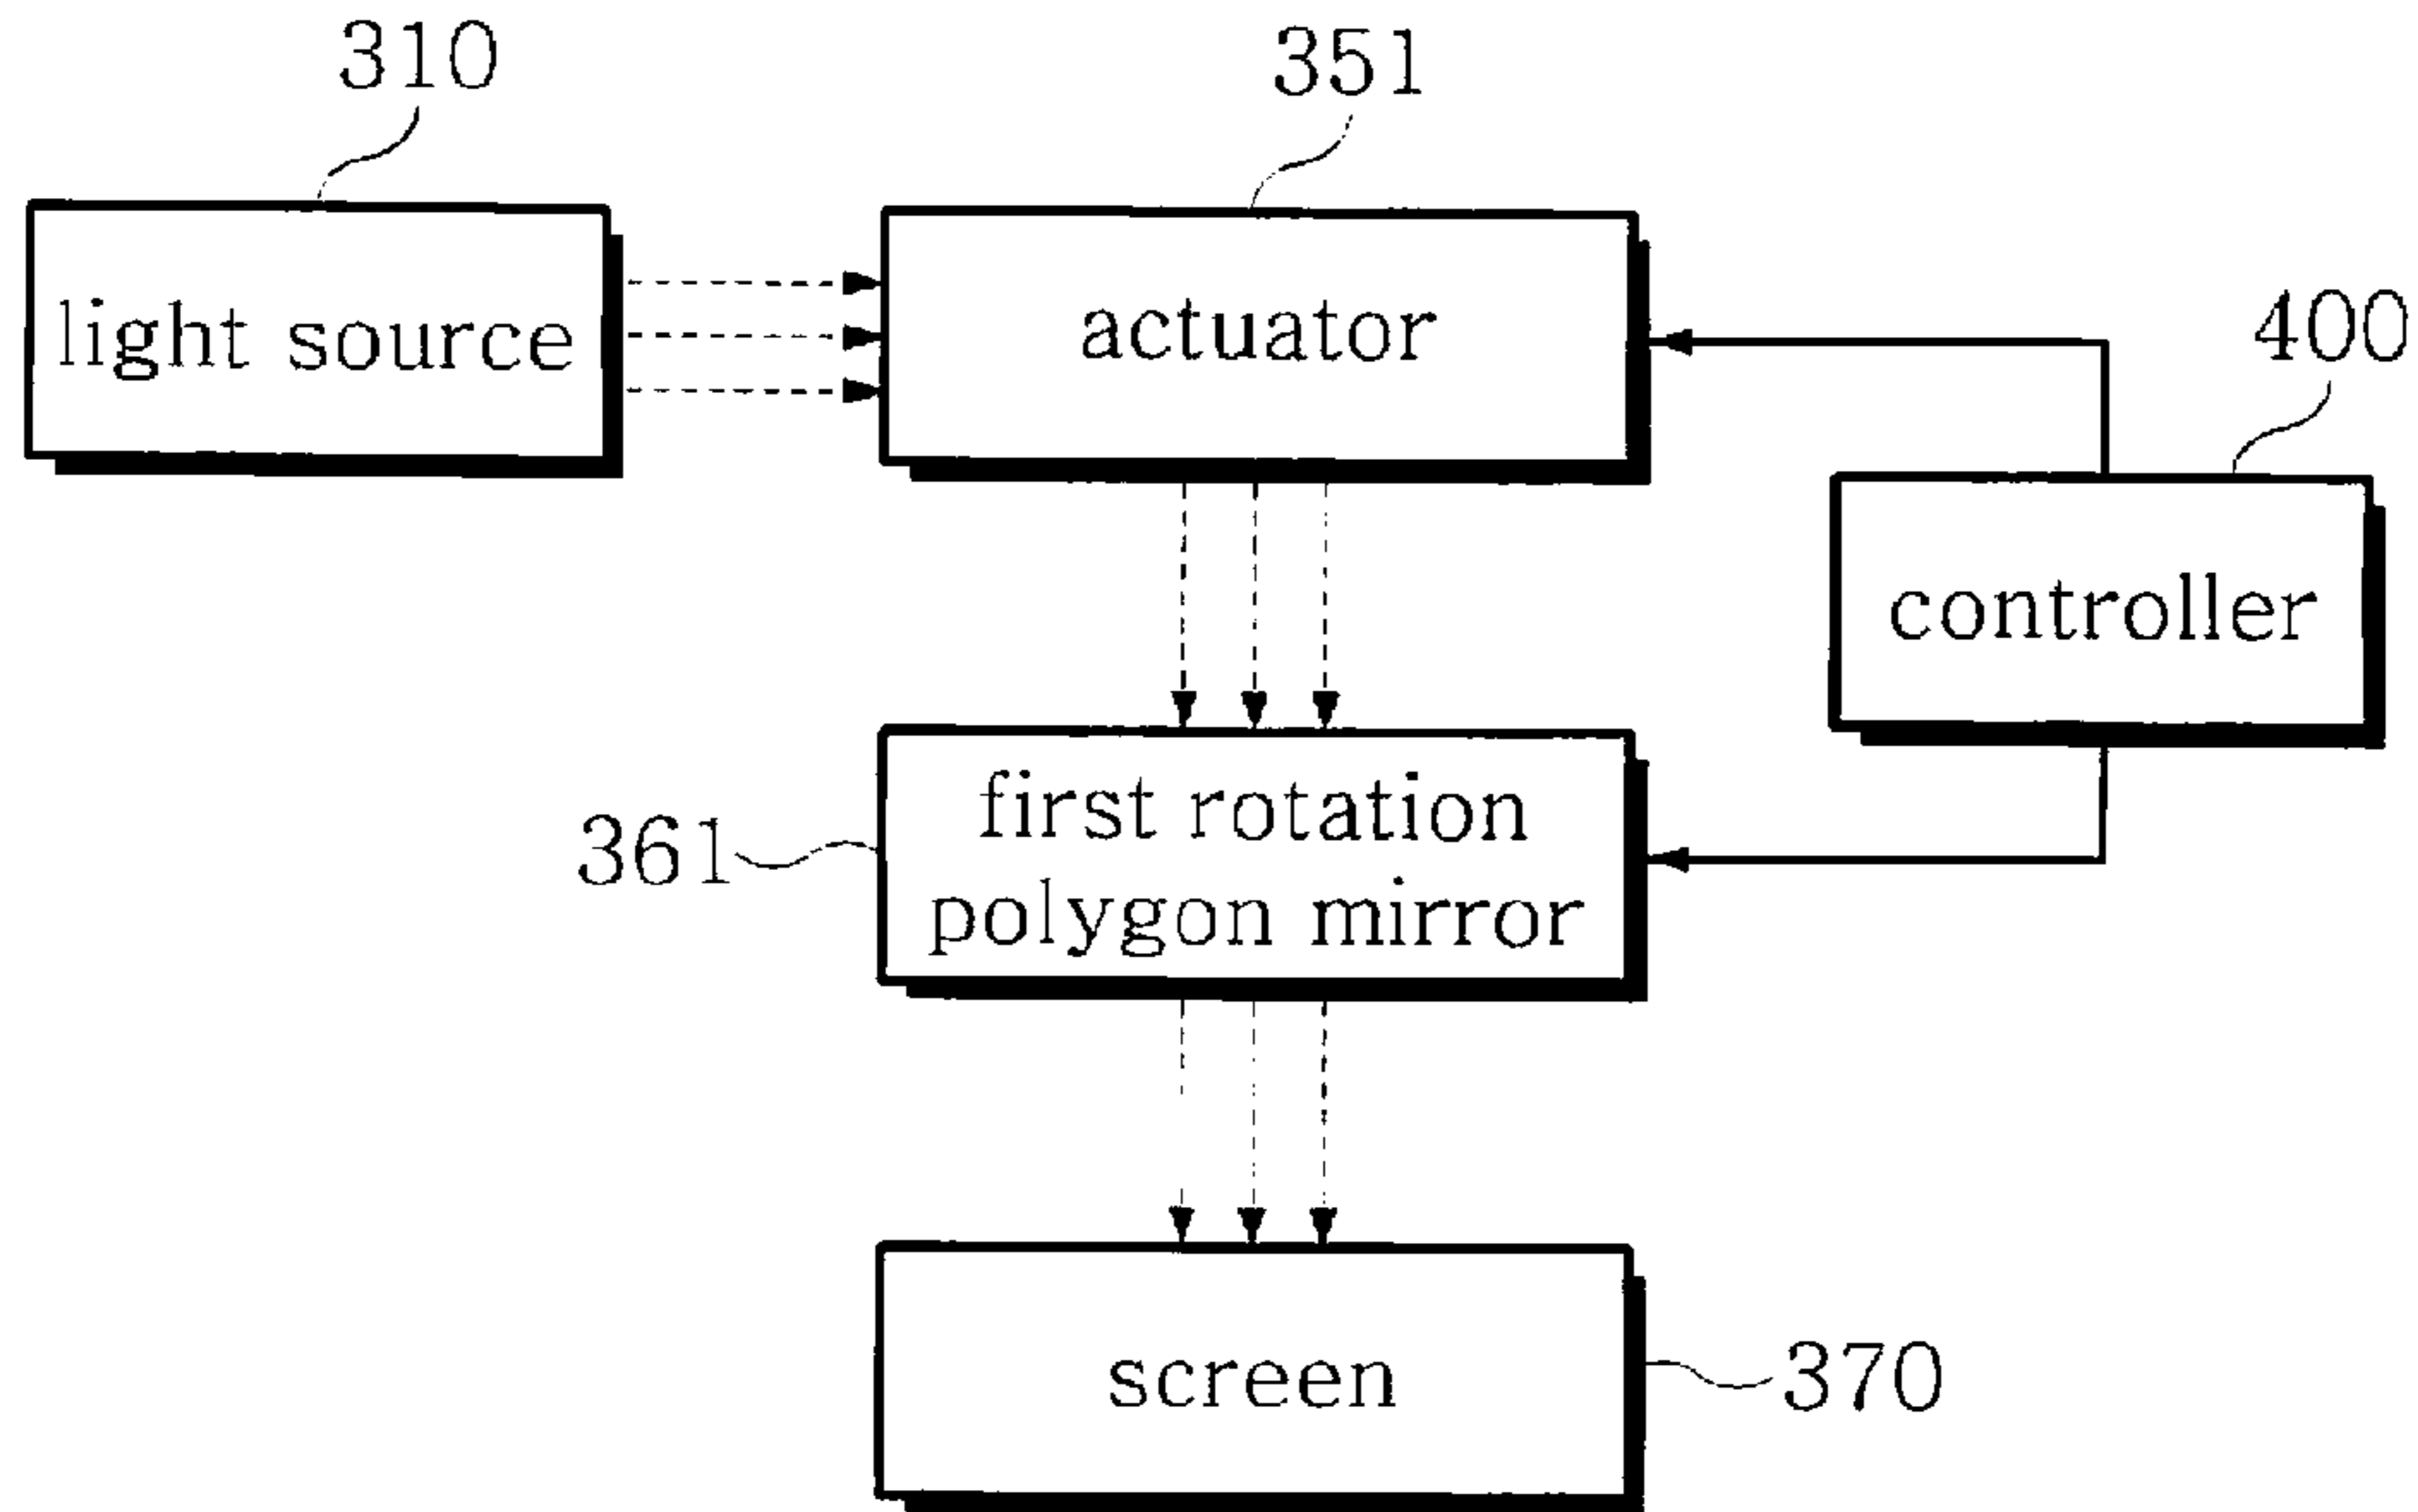 310
351
light source
actuator
400
controller
first rotation
polygon mirror
361
screen
370